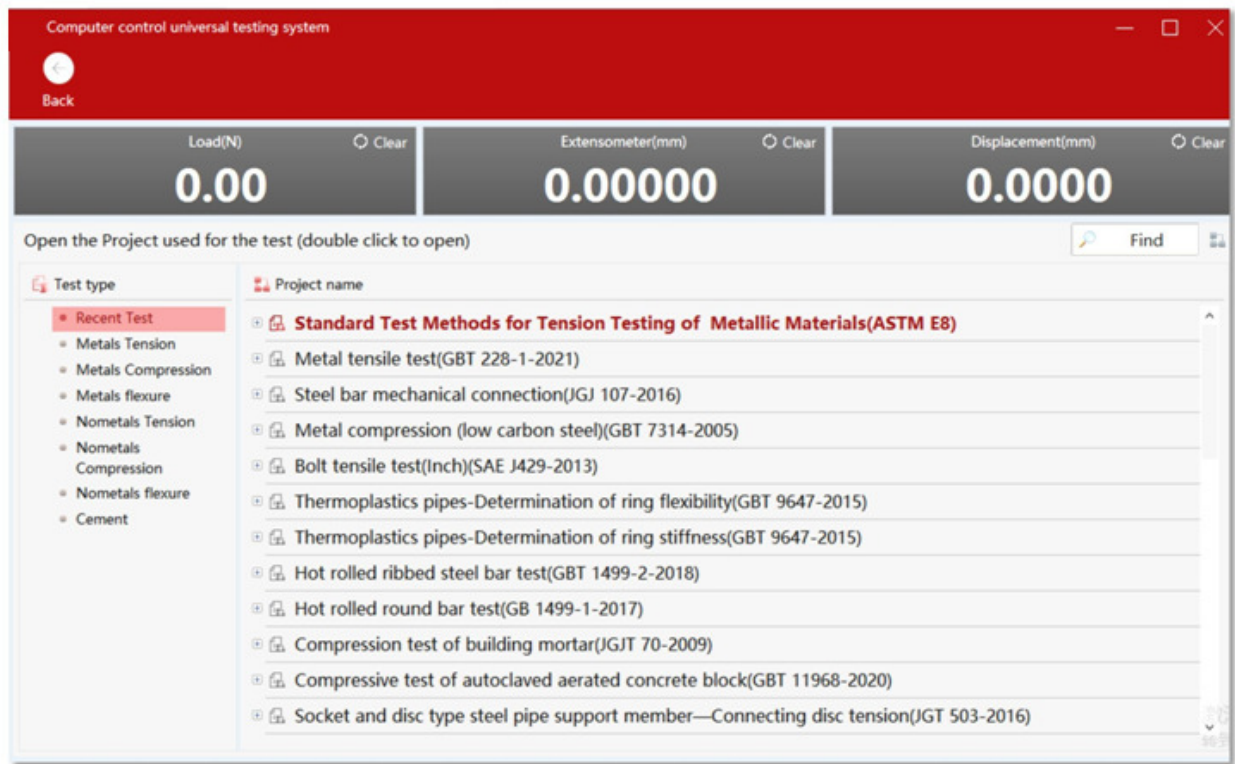 Computer control universal testing system
Back
Load(N)
Clear
0.00
Extensometer(mm)
Clear
0.00000
Displacement(mm)
Clear
0.0000
Open the Project used for the test (double click to open)
Find
Test type
Recent Test
Metals Tension
Metals Compression
Metals flexure
Nometals Tension
Nometals
Compression
Nometals flexure
Cement
Project name
Standard Test Methods for Tension Testing of Metallic Materials(ASTM E8)
Metal tensile test(GBT 228-1-2021)
Steel bar mechanical connection(JGJ 107-2016)
Metal compression (low carbon steel)(GBT 7314-2005)
Bolt tensile test(Inch)(SAE J429-2013)
Thermoplastics pipes-Determination of ring flexibility(GBT 9647-2015)
Thermoplastics pipes-Determination of ring stiffness(GBT 9647-2015)
Hot rolled ribbed steel bar test(GBT 1499-2-2018)
Hot rolled round bar test(GB 1499-1-2017)
Compression test of building mortar(JGJT 70-2009)
Compressive test of autoclaved aerated concrete block(GBT 11968-2020)
Socket and disc type steel pipe support member—Connecting disc tension(JGT 503-2016)